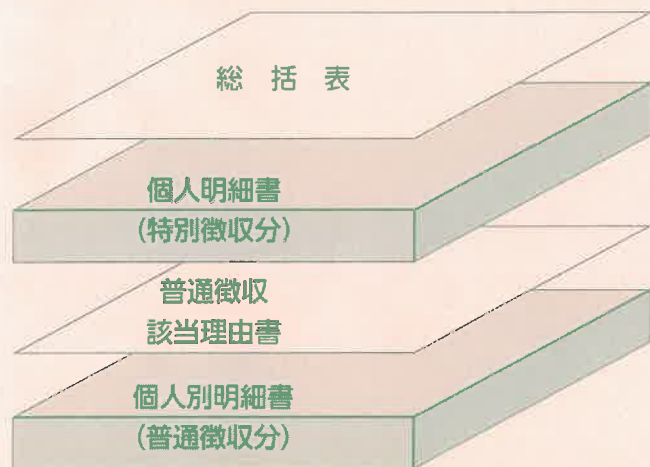 総 括 表
個人明細書
(特別徴収分)
普通徴収
該当理由書
個人別明細書
(普通徴収分)